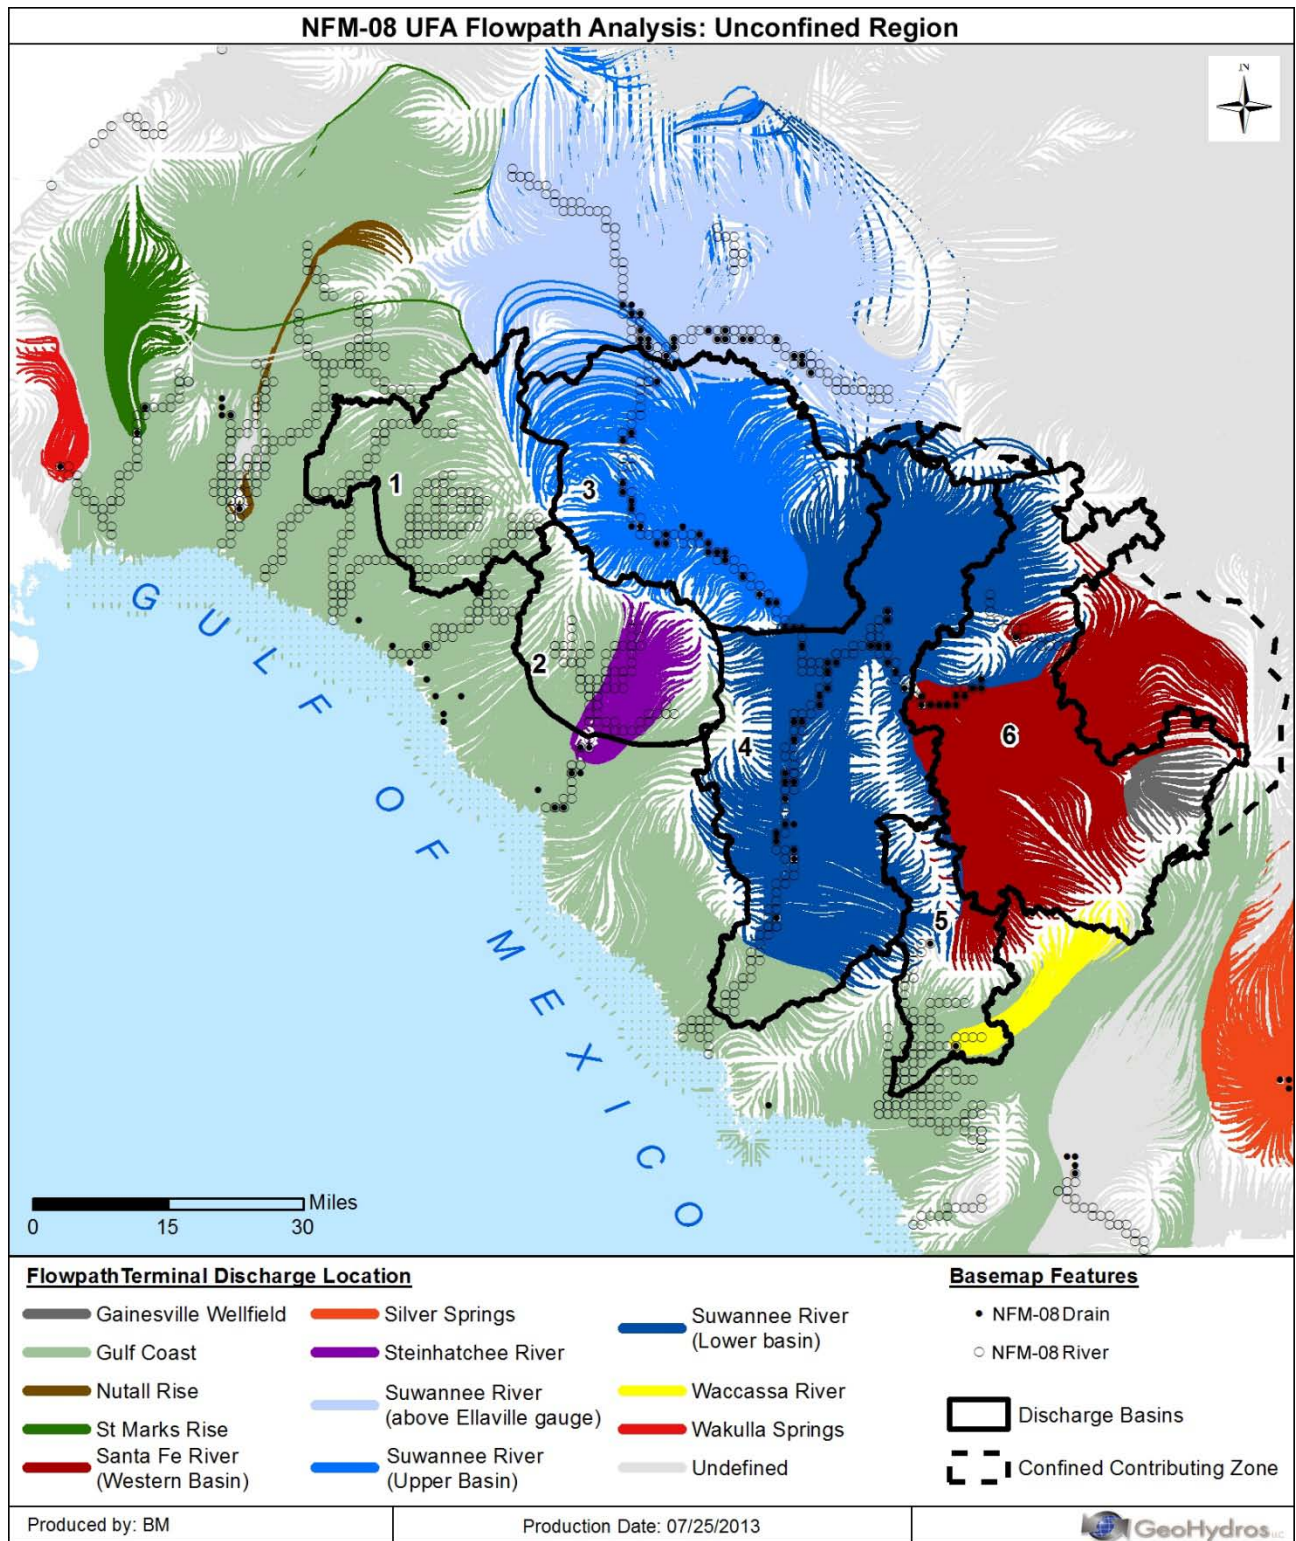 NFM-08 UFA Flowpath Analysis: Unconfined Region
N
1
3
2
4
6
5
GULF OF MEXICO
Miles
0 15 30
Flowpath Terminal Discharge Location
Gainesville Wellfield
Gulf Coast
Nutall Rise
St Marks Rise
Santa Fe River
(Western Basin)
Silver Springs
Steinhatchee River
Suwannee River
(above Ellaville gauge)
Suwannee River
(Upper Basin)
Suwannee River
(Lower basin)
Waccassa River
Wakulla Springs
Undefined
Basemap Features
NFM-08 Drain
NFM-08 River
Discharge Basins
Confined Contributing Zone
Produced by: BM
Production Date: 07/25/2013
GeoHydros LLC